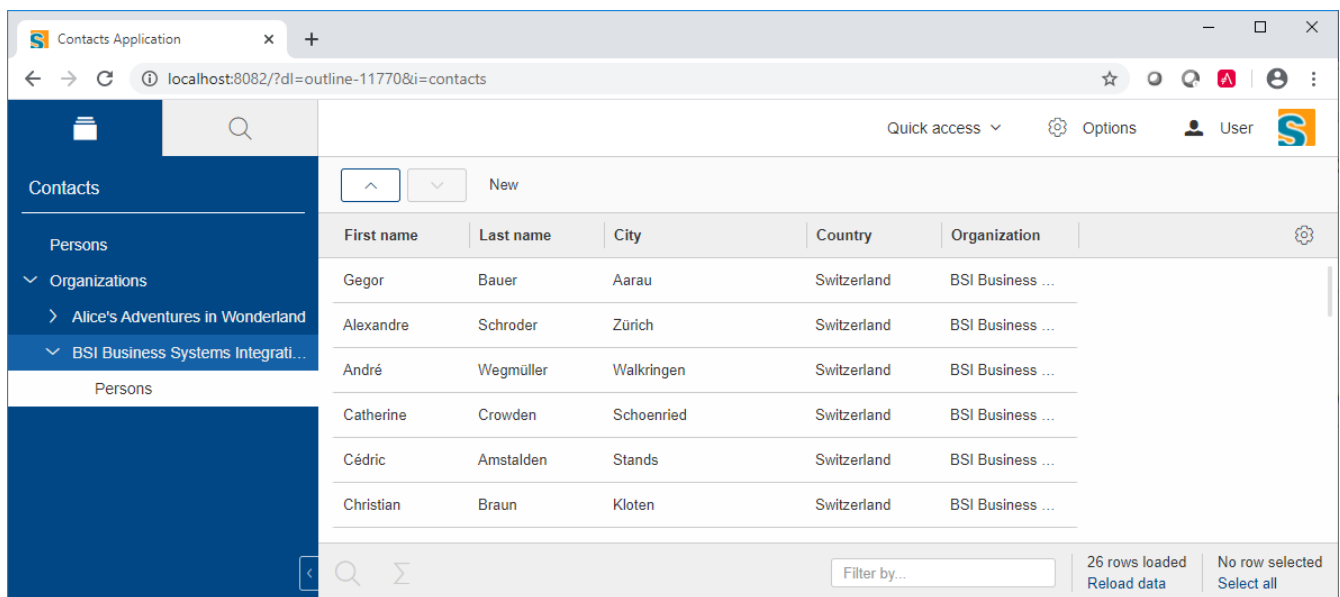 Contacts Application
localhost:8082/?dl=outline-11770&i=contacts
Quick access
Options
User
Contacts
New
Persons
Organizations
Alice's Adventures in Wonderland
BSI Business Systems Integrati...
Persons
First name Last name City Country Organization
Gegor Bauer Aarau Switzerland BSI Business ...
Alexandre Schroder Zürich Switzerland BSI Business ...
André Wegmüller Walkringen Switzerland BSI Business ...
Catherine Crowden Schoenried Switzerland BSI Business ...
Cédric Amstalden Stands Switzerland BSI Business ...
Christian Braun Kloten Switzerland BSI Business ...
Filter by...
26 rows loaded
Reload data
No row selected
Select all